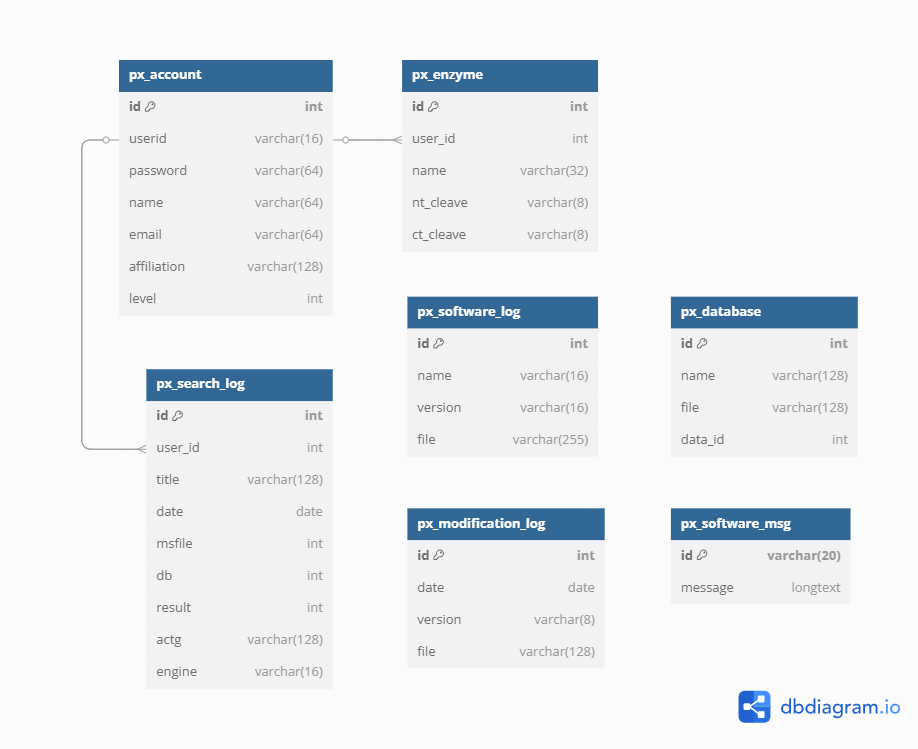 px_account
id int
userid varchar(16)
password varchar(64)
name varchar(64)
email varchar(64)
affiliation varchar(128)
level int
px_enzyme
id int
user_id int
name varchar(32)
nt_cleave varchar(8)
ct_cleave varchar(8)
px_software_log
id int
name varchar(16)
version varchar(16)
file varchar(255)
px_database
id int
name varchar(128)
file varchar(128)
data_id int
px_search_log
id int
user_id int
title varchar(128)
date date
msfile int
db int
result int
actg varchar(128)
engine varchar(16)
px_modification_log
id int
date date
version varchar(8)
file varchar(128)
px_software_msg
id varchar(20)
message longtext
dbdiagram.io